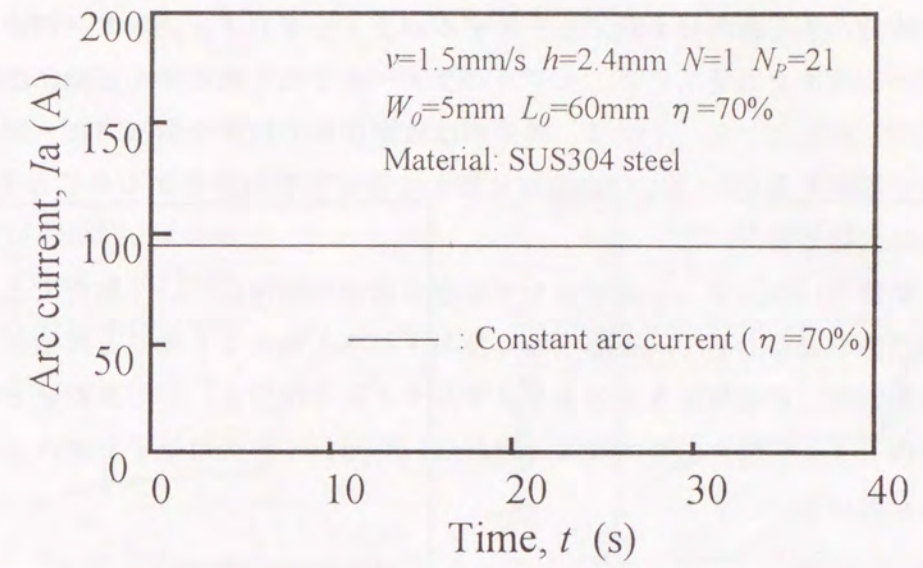 200
150
100
50
0
Arc current, Ia (A)
v=1.5mm/s h=2.4mm N=1 N_P=21
W_0=5mm L_0=60mm η=70%
Material: SUS304 steel
: Constant arc current ( η=70%)
0 10 20 30 40
Time, t (s)